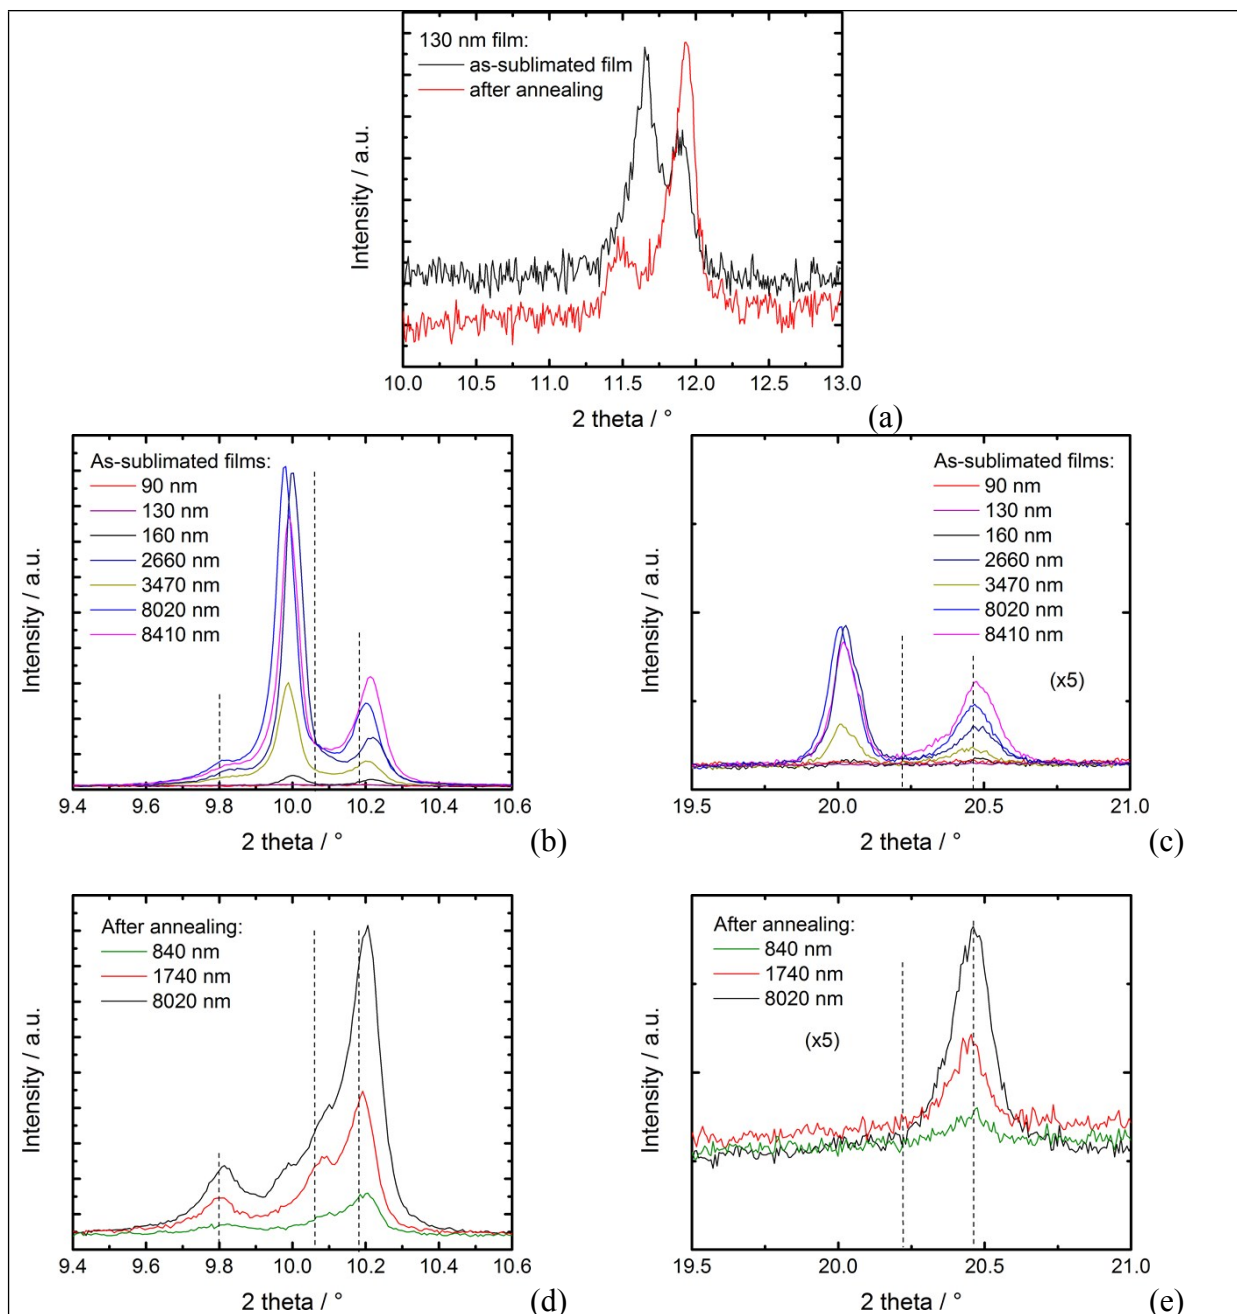 130 nm film:
as-sublimated film
after annealing
Intensity / a.u.
10.0 10.5 11.0 11.5 12.0 12.5 13.0
2 theta / °
(a)
As-sublimated films:
90 nm
130 nm
160 nm
2660 nm
3470 nm
8020 nm
8410 nm
Intensity / a.u.
9.4 9.6 9.8 10.0 10.2 10.4 10.6
2 theta / °
(b)
As-sublimated films:
90 nm
130 nm
160 nm
2660 nm
3470 nm
8020 nm
8410 nm
(x5)
Intensity / a.u.
19.5 20.0 20.5 21.0
2 theta / °
(c)
After annealing:
840 nm
1740 nm
8020 nm
Intensity / a.u.
9.4 9.6 9.8 10.0 10.2 10.4 10.6
2 theta / °
(d)
After annealing:
840 nm
1740 nm
8020 nm
(x5)
Intensity / a.u.
19.5 20.0 20.5 21.0
2 theta / °
(e)